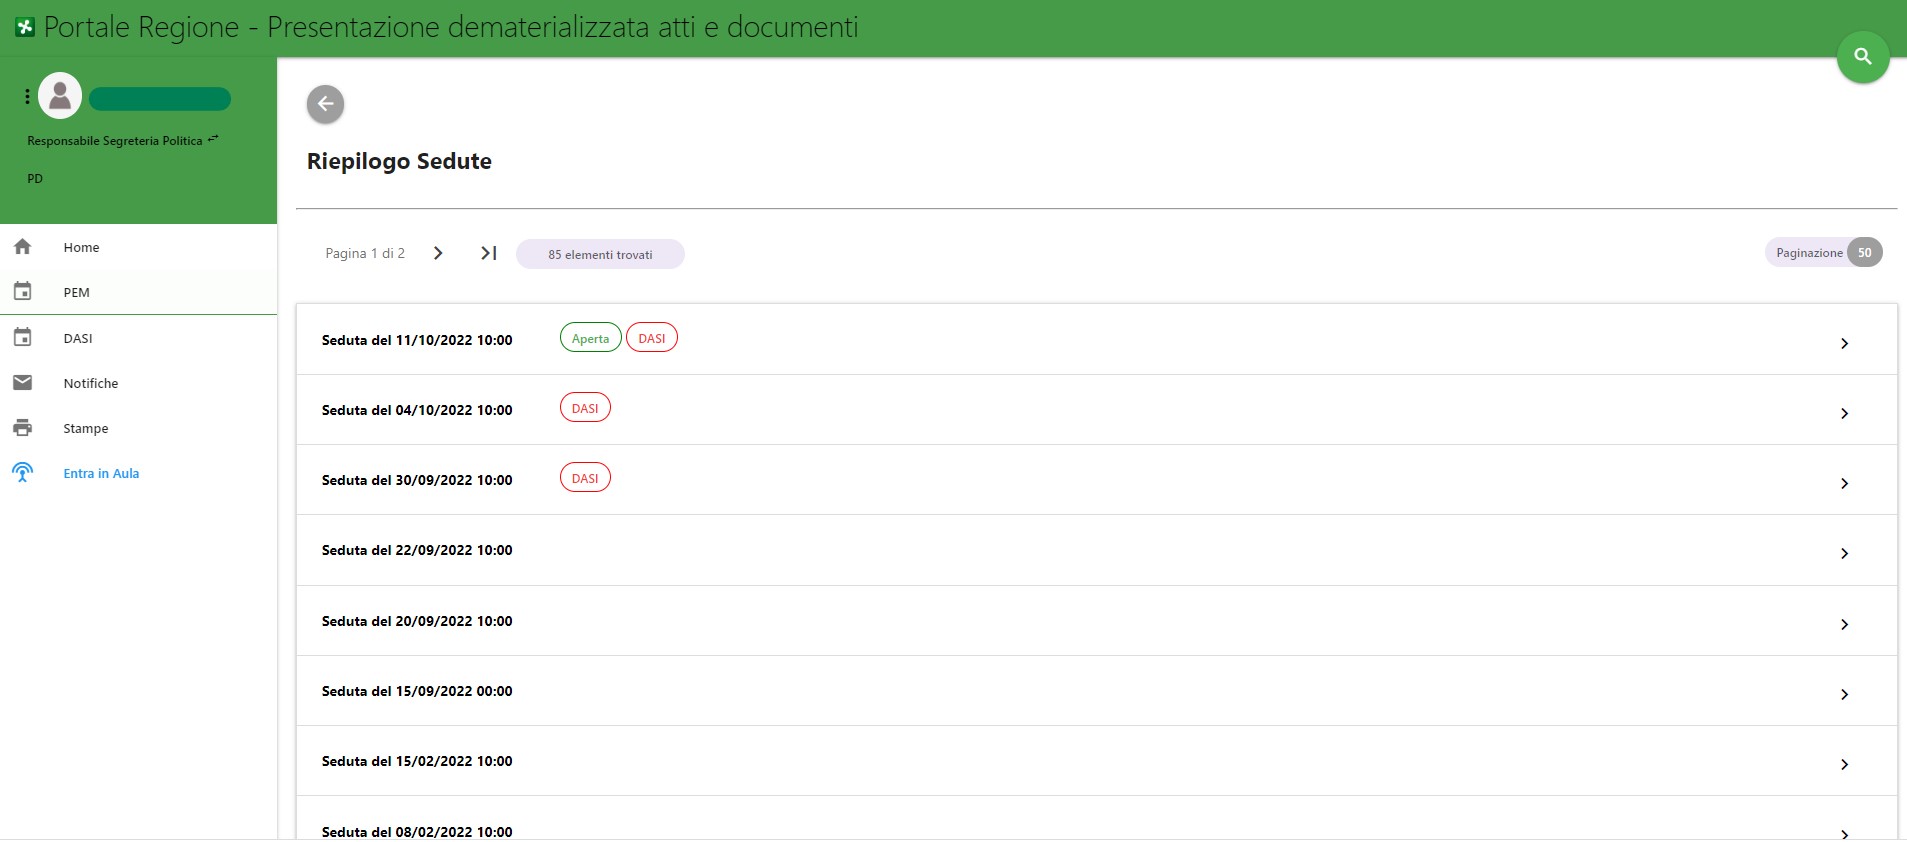 Portale Regione - Presentazione dematerializzata atti e documenti
Responsabile Segreteria Politica
PD
Home
PEM
DASI
Notifiche
Stampe
Entra in Aula
Riepilogo Sedute
Pagina 1 di 2
85 elementi trovati
Paginazione 50
Seduta del 11/10/2022 10:00 Aperta DASI
Seduta del 04/10/2022 10:00 DASI
Seduta del 30/09/2022 10:00 DASI
Seduta del 22/09/2022 10:00
Seduta del 20/09/2022 10:00
Seduta del 15/09/2022 00:00
Seduta del 15/02/2022 10:00
Seduta del 08/02/2022 10:00